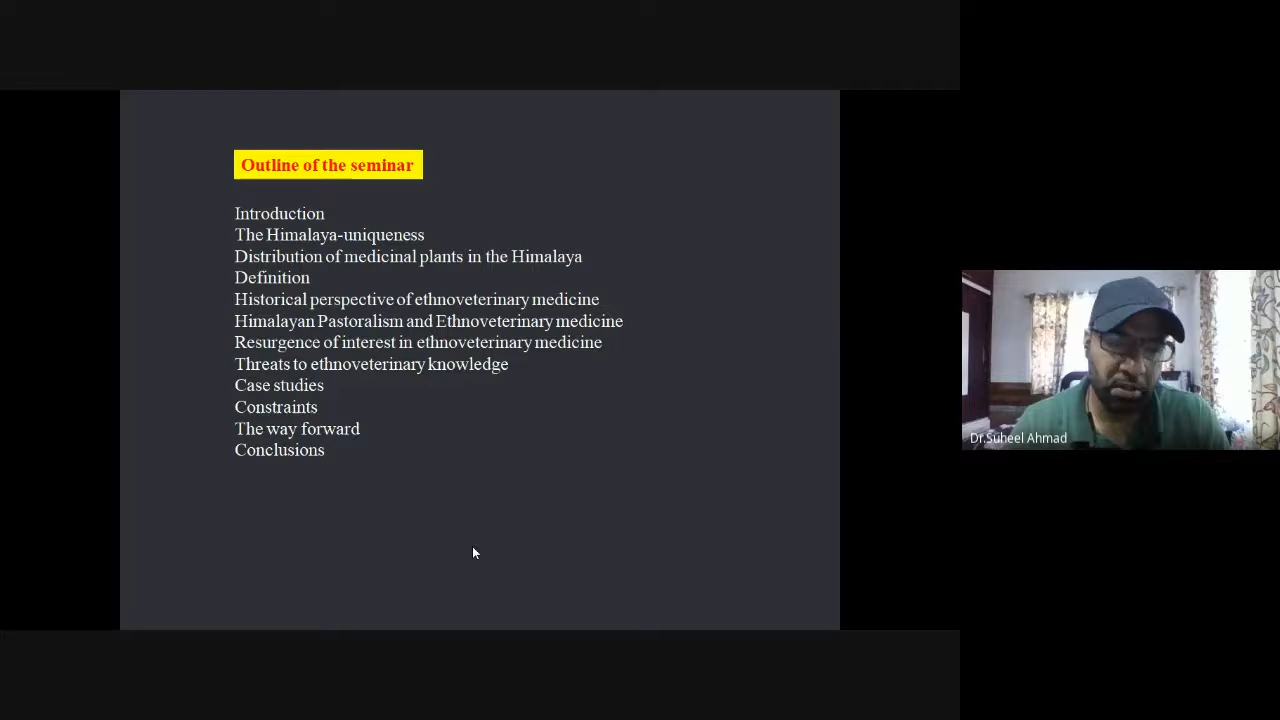 Outline of the seminar
Introduction
The Himalaya-uniqueness
Distribution of medicinal plants in the Himalaya
Definition
Historical perspective of ethnoveterinary medicine
Himalayan Pastoralism and Ethnoveterinary medicine
Resurgence of interest in ethnoveterinary medicine
Threats to ethnoveterinary knowledge
Case studies
Constraints
The way forward
Conclusions
Dr.Suheel Ahmad